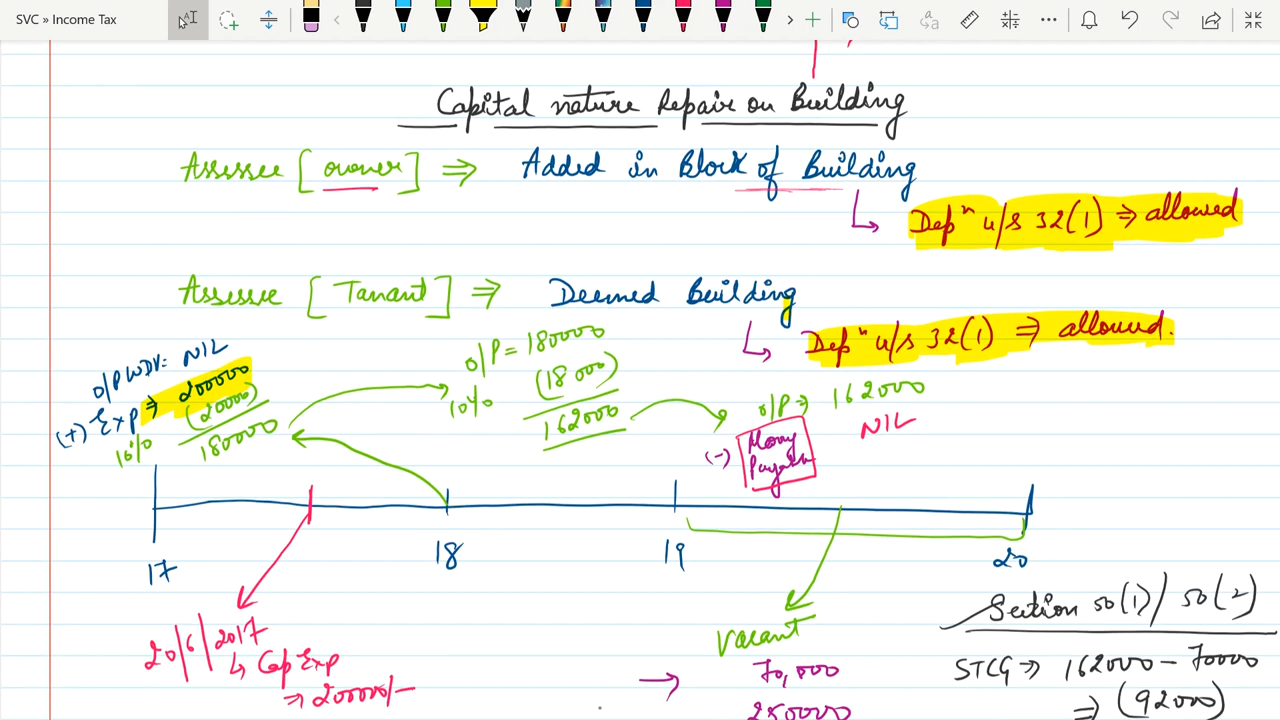 SVC » Income Tax
Capital nature Repair on Building
Assessee [owner] ⇒ Added in Block of Building
↳ Depⁿ u/s 32(1) ⇒ allowed
Assessee [Tanant] ⇒ Deemed Building
↳ Depⁿ u/s 32(1) ⇒ allowed.
O/P WDV: NIL
(+) Exp ⇒ 200000
10% (20000)
180000
O/P = 180000
10% (18000)
162000
O/P ⇒ 162000
(-) Money NIL
17
18
19
20
20/6/2017
↳ Cap Exp
⇒ 200000/-
Vacant
→ 70,000
250000
Section 50(1)/50(2)
STCG ⇒ 162000 - 70000
⇒ (92000)